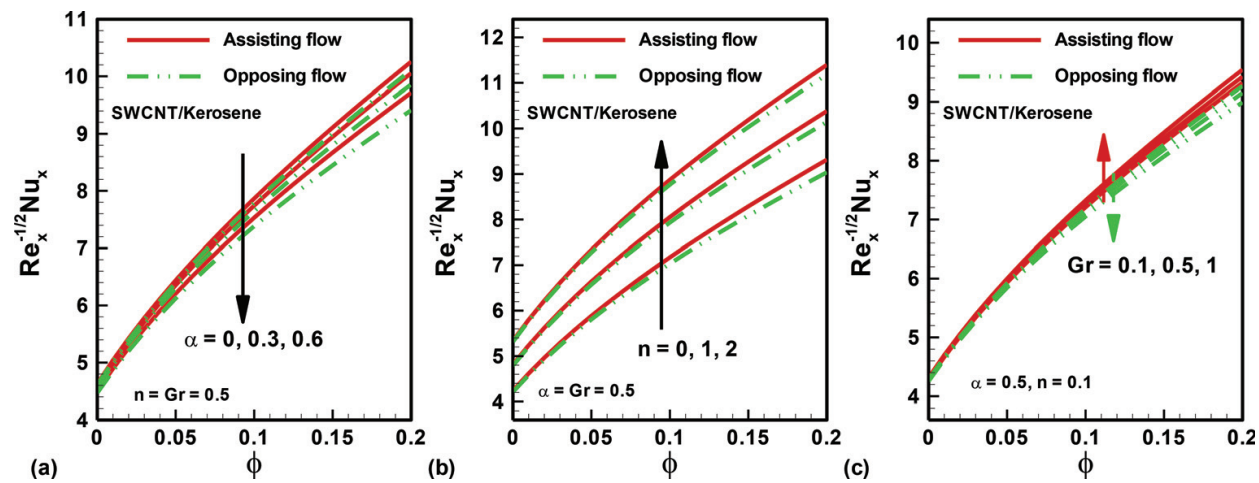 11
10
9
8
7
6
5
4
Re_x^-1/2 Nu_x
Assisting flow
Opposing flow
SWCNT/Kerosene
α = 0, 0.3, 0.6
n = Gr = 0.5
0 0.05 0.1 0.15 0.2
(a) ϕ
12
11
10
9
8
7
6
5
4
Re_x^-1/2 Nu_x
Assisting flow
Opposing flow
SWCNT/Kerosene
n = 0, 1, 2
α = Gr = 0.5
0 0.05 0.1 0.15 0.2
(b) ϕ
10
9
8
7
6
5
4
Re_x^-1/2 Nu_x
Assisting flow
Opposing flow
SWCNT/Kerosene
Gr = 0.1, 0.5, 1
α = 0.5, n = 0.1
0 0.05 0.1 0.15 0.2
(c) ϕ